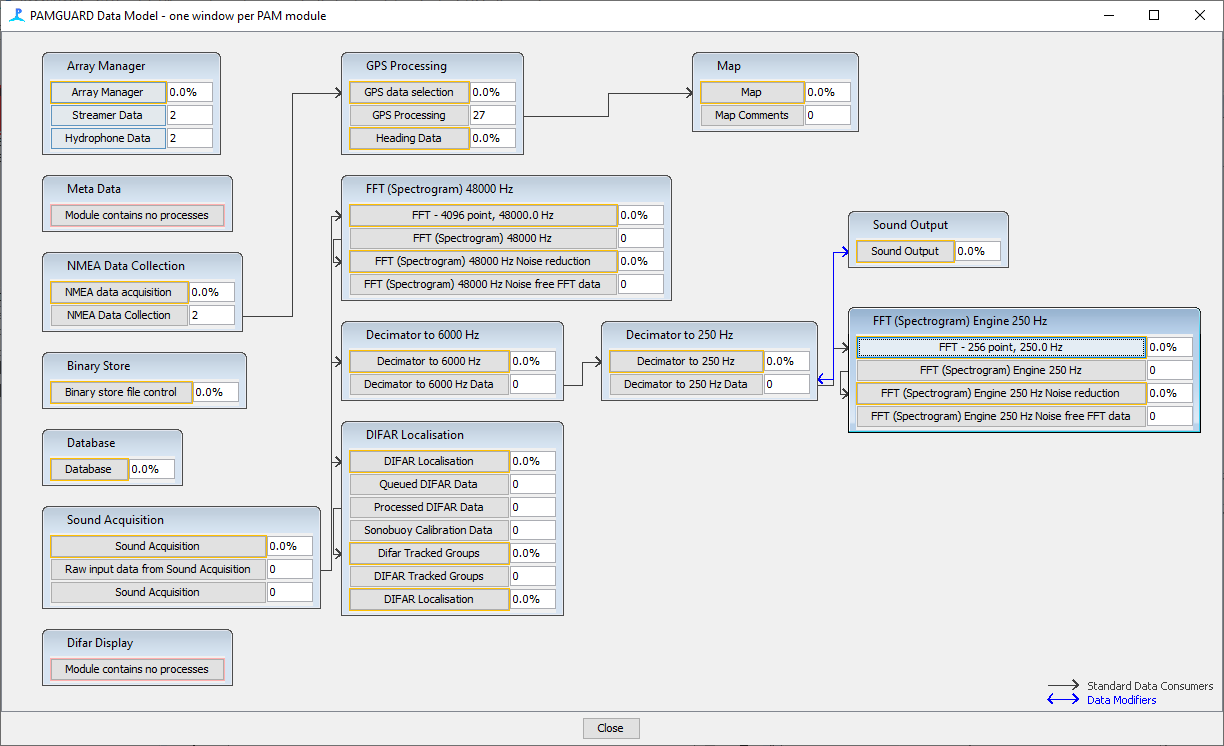 PAMGUARD Data Model - one window per PAM module
Array Manager
Array Manager 0.0%
Streamer Data 2
Hydrophone Data 2
GPS Processing
GPS data selection 0.0%
GPS Processing 27
Heading Data 0.0%
Map
Map 0.0%
Map Comments 0
Meta Data
Module contains no processes
FFT (Spectrogram) 48000 Hz
FFT - 4096 point, 48000.0 Hz 0.0%
FFT (Spectrogram) 48000 Hz 0
FFT (Spectrogram) 48000 Hz Noise reduction 0.0%
FFT (Spectrogram) 48000 Hz Noise free FFT data 0
Sound Output
Sound Output 0.0%
NMEA Data Collection
NMEA data acquisition 0.0%
NMEA Data Collection 2
Decimator to 6000 Hz
Decimator to 6000 Hz 0.0%
Decimator to 6000 Hz Data 0
Decimator to 250 Hz
Decimator to 250 Hz 0.0%
Decimator to 250 Hz Data 0
FFT (Spectrogram) Engine 250 Hz
FFT - 256 point, 250.0 Hz 0.0%
FFT (Spectrogram) Engine 250 Hz 0
FFT (Spectrogram) Engine 250 Hz Noise reduction 0.0%
FFT (Spectrogram) Engine 250 Hz Noise free FFT data 0
Binary Store
Binary store file control 0.0%
Database
Database 0.0%
DIFAR Localisation
DIFAR Localisation 0.0%
Queued DIFAR Data 0
Processed DIFAR Data 0
Sonobuoy Calibration Data 0
Difar Tracked Groups 0.0%
DIFAR Tracked Groups 0
DIFAR Localisation 0.0%
Sound Acquisition
Sound Acquisition 0.0%
Raw input data from Sound Acquisition 0
Sound Acquisition 0
Difar Display
Module contains no processes
Standard Data Consumers
Data Modifiers
Close